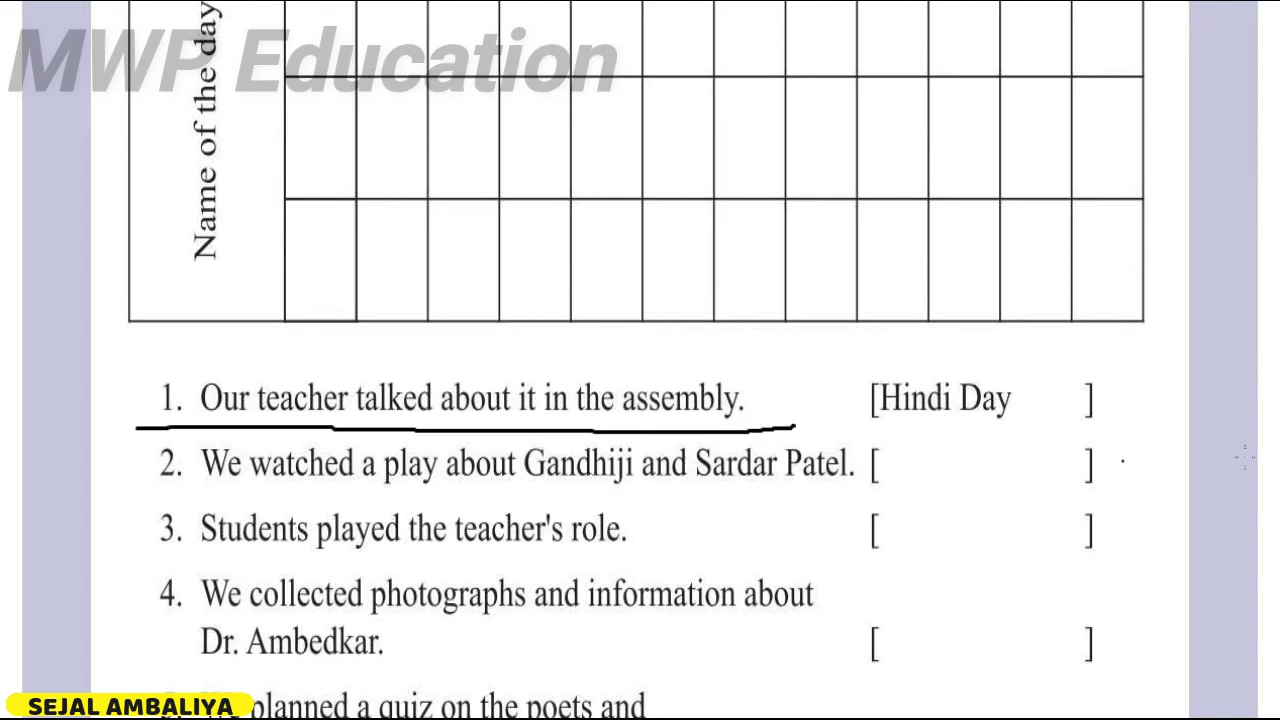 MWP Education
Name of the day
1. Our teacher talked about it in the assembly. [Hindi Day ]
2. We watched a play about Gandhiji and Sardar Patel. [ ]
3. Students played the teacher's role. [ ]
4. We collected photographs and information about
Dr. Ambedkar. [ ]
planned a quiz on the poets and
SEJAL AMBALIYA